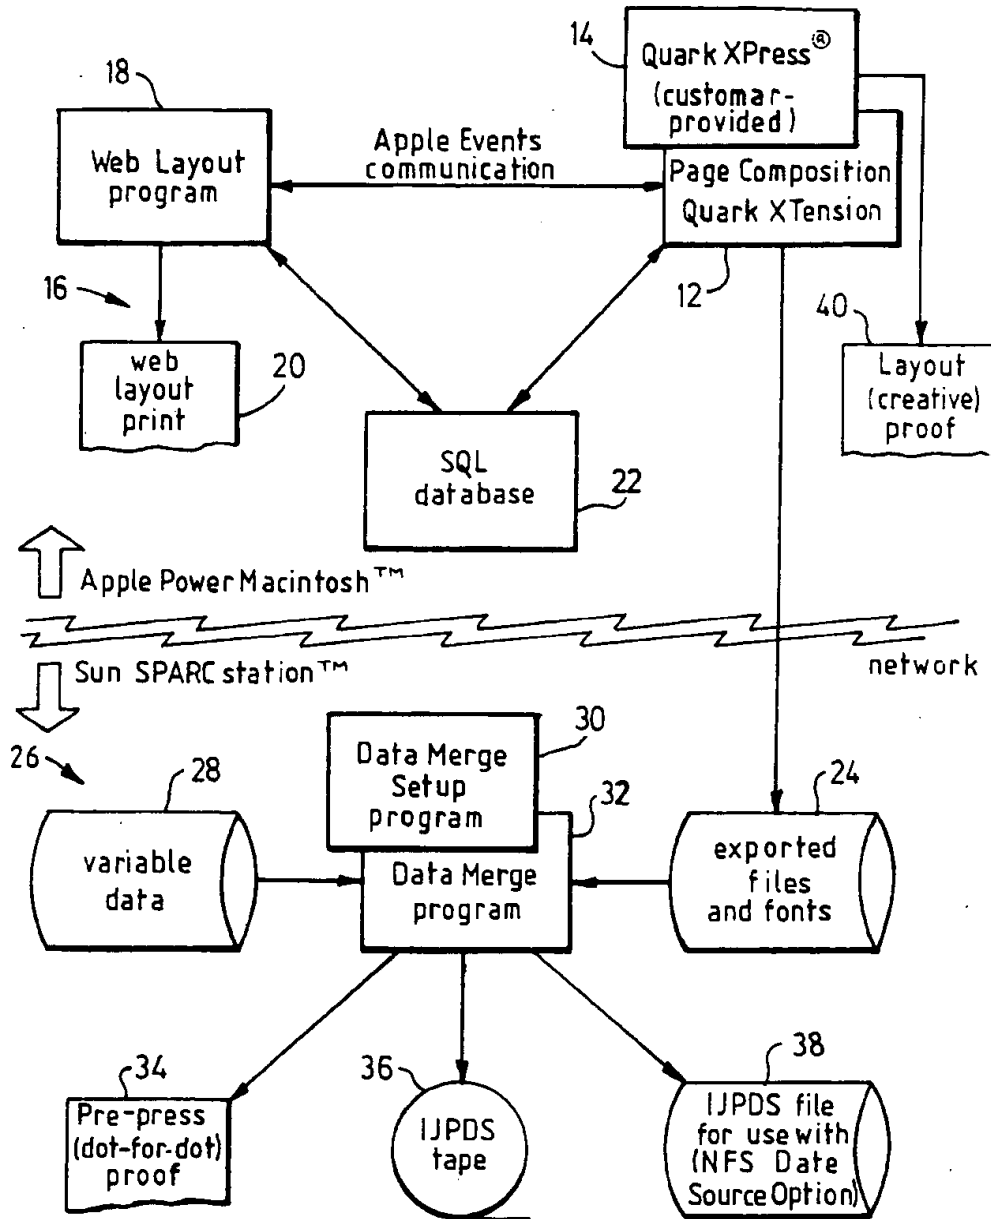 14
Quark XPress®
(customar-
provided)
18
Web Layout
program
Apple Events
communication
Page Composition
Quark XTension
16
12
40
web
layout
print
20
Layout
(creative)
proof
SQL
database
22
Apple Power Macintosh™
Sun SPARC station™
network
26
28
variable
data
30
Data Merge
Setup
program
32
Data Merge
program
24
exported
files
and fonts
34
Pre-press
(dot-for-dot)
proof
36
IJPDS
tape
38
IJPDS file
for use with
(NFS Date
Source Option)